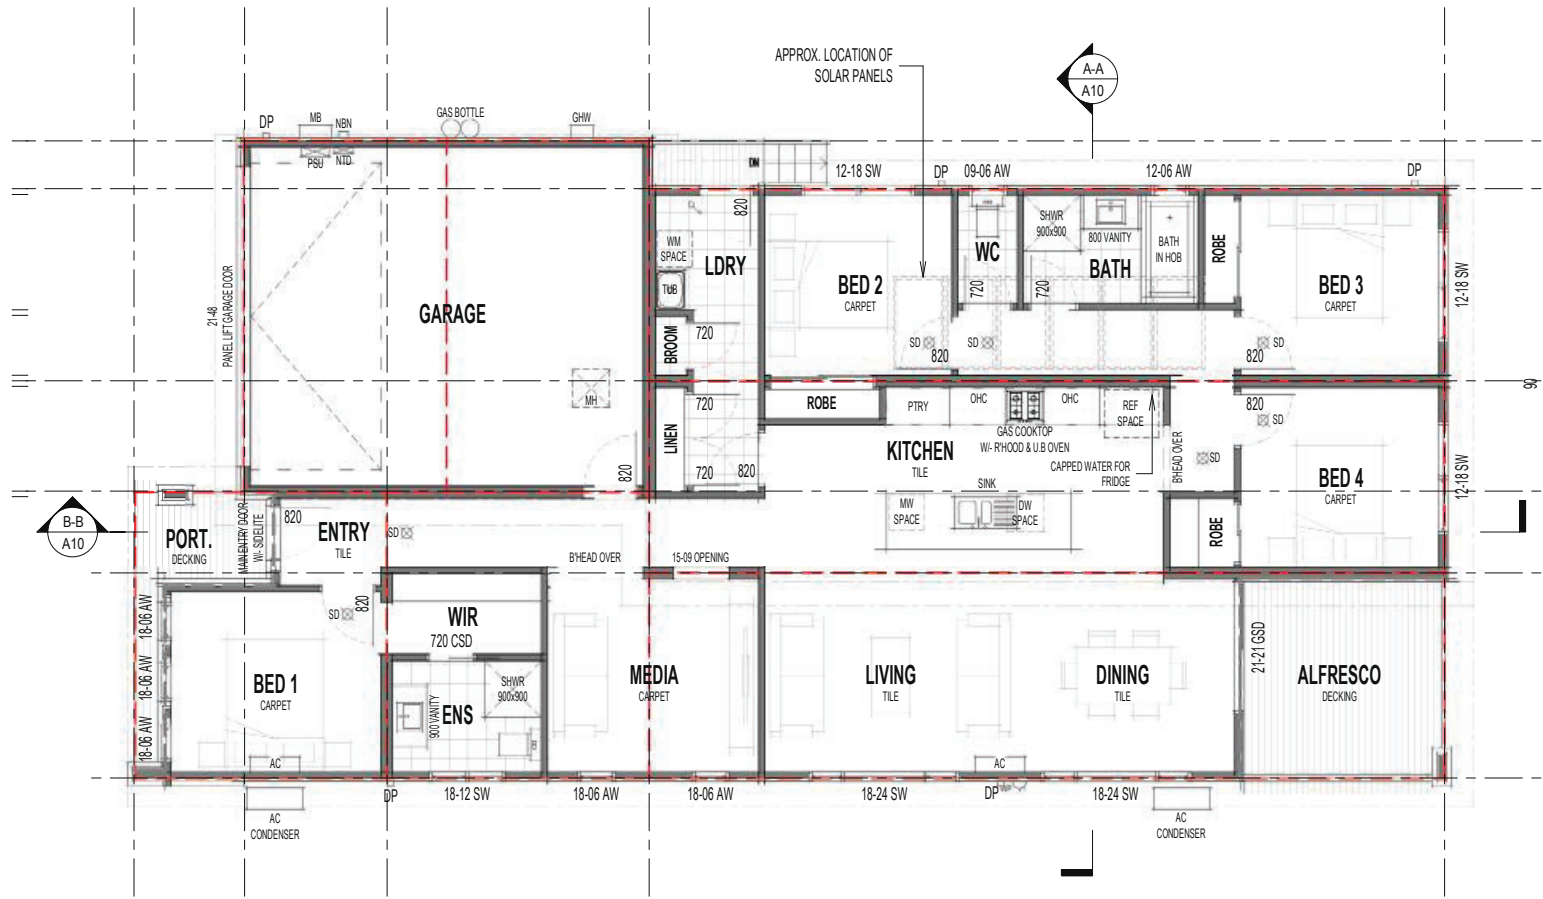 APPROX. LOCATION OF
SOLAR PANELS
A-A
A10
DP
MB
NBN
GAS BOTTLE
GHW
PSU
NTD
12-18 SW
DP
09-06 AW
12-06 AW
DP
21-48
PANEL LIFT GARAGE DOOR
GARAGE
MH
820
820
WM
SPACE
TUB
LDRY
BROOM
720
720
LINEN
720
820
BED 2
CARPET
820
SD
SD
WC
720
SHWR
900x900
800 VANITY
BATH
720
BATH
IN HOB
ROBE
BED 3
CARPET
12-18 SW
SD
820
90
ROBE
PTRY
OHC
OHC
GAS COOKTOP
W/- R'HOOD & U.B OVEN
REF
SPACE
KITCHEN
TILE
CAPPED WATER FOR
FRIDGE
SINK
MW
SPACE
DW
SPACE
B'HEAD OVER
SD
820
SD
BED 4
CARPET
12-18 SW
ROBE
B-B
A10
PORT.
DECKING
MAIN ENTRY DOOR
W/- SIDELITE
820
ENTRY
TILE
SD
B'HEAD OVER
15-09 OPENING
18-06 AW
18-06 AW
18-06 AW
SD
820
BED 1
CARPET
AC
WIR
720 CSD
SHWR
900x900
900 VANITY
ENS
MEDIA
CARPET
LIVING
TILE
DINING
TILE
AC
21-21 GSD
ALFRESCO
DECKING
DP
18-12 SW
18-06 AW
18-06 AW
18-24 SW
DP
18-24 SW
AC
CONDENSER
AC
CONDENSER